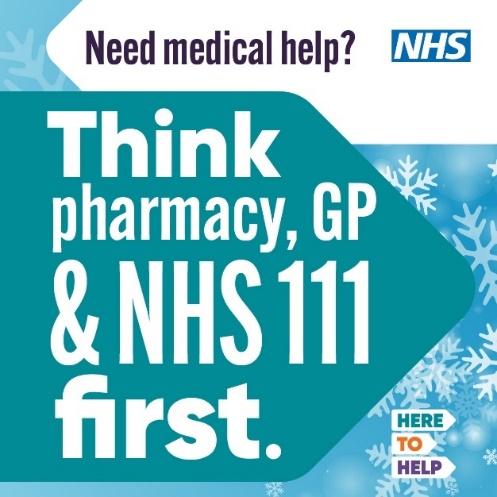 Need medical help?
NHS
Think
pharmacy, GP
& NHS 111
first.
HERE
TO
HELP